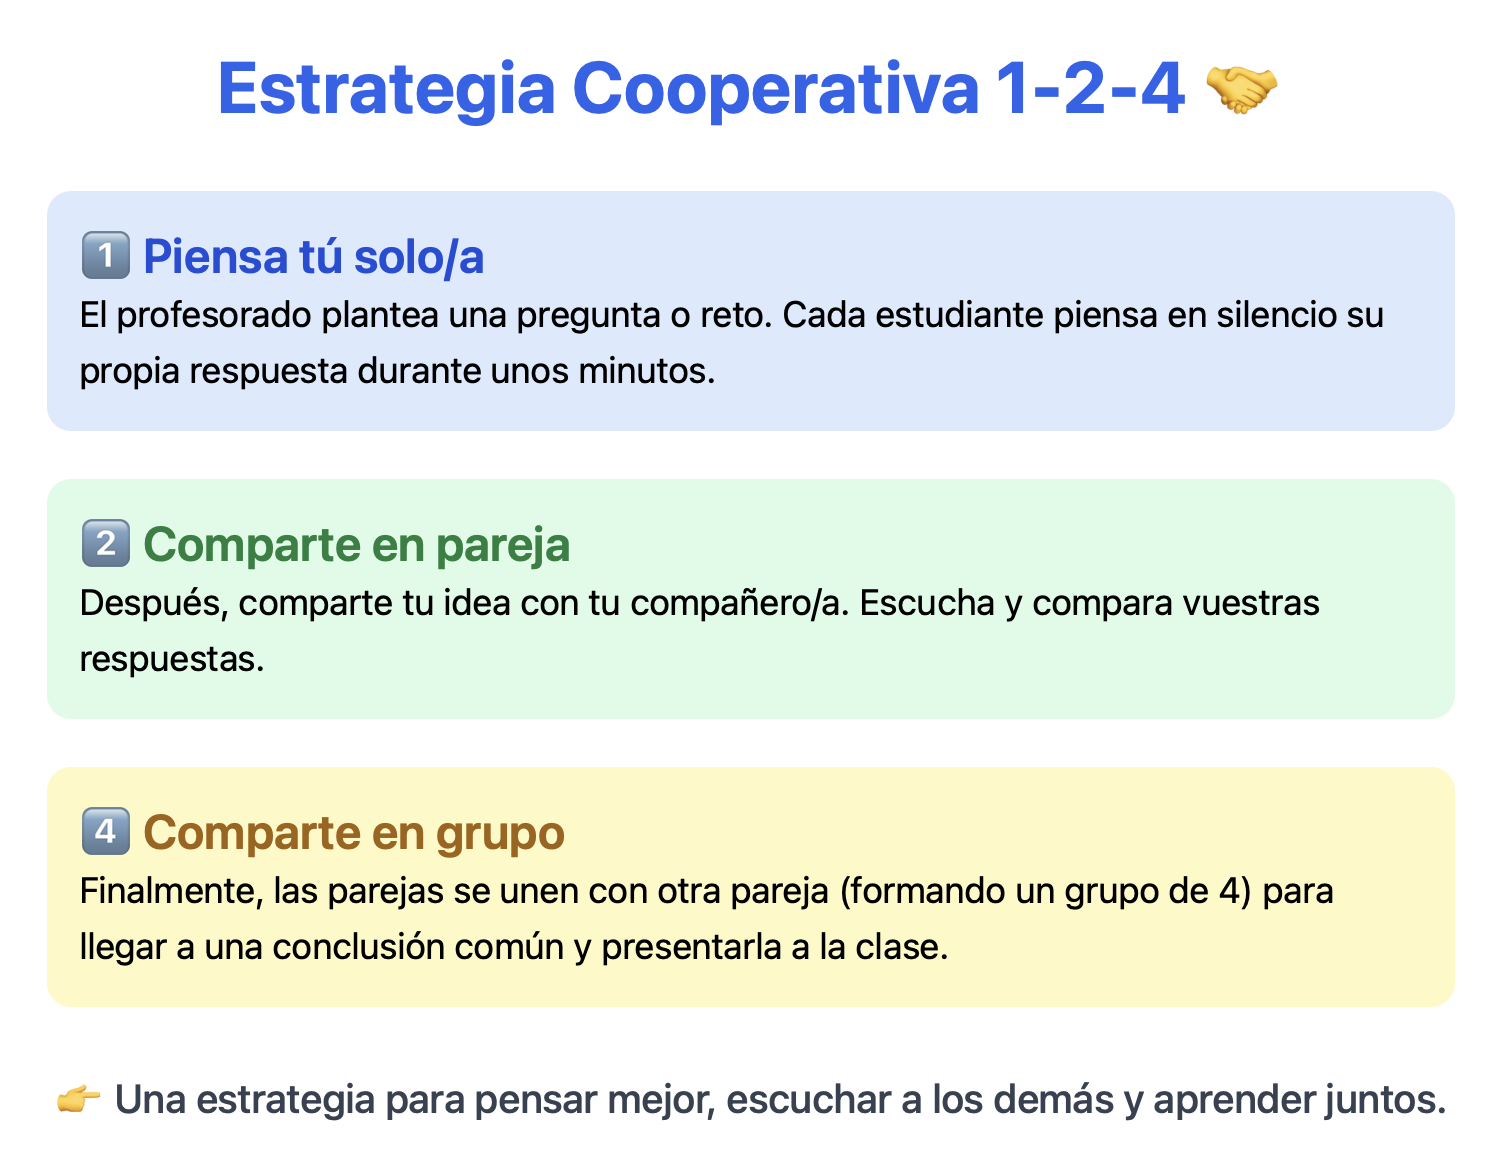 Estrategia Cooperativa 1-2-4 🤝
1️⃣ Piensa tú solo/a
El profesorado plantea una pregunta o reto. Cada estudiante piensa en silencio su
propia respuesta durante unos minutos.
2️⃣ Comparte en pareja
Después, comparte tu idea con tu compañero/a. Escucha y compara vuestras
respuestas.
4️⃣ Comparte en grupo
Finalmente, las parejas se unen con otra pareja (formando un grupo de 4) para
llegar a una conclusión común y presentarla a la clase.
👉 Una estrategia para pensar mejor, escuchar a los demás y aprender juntos.